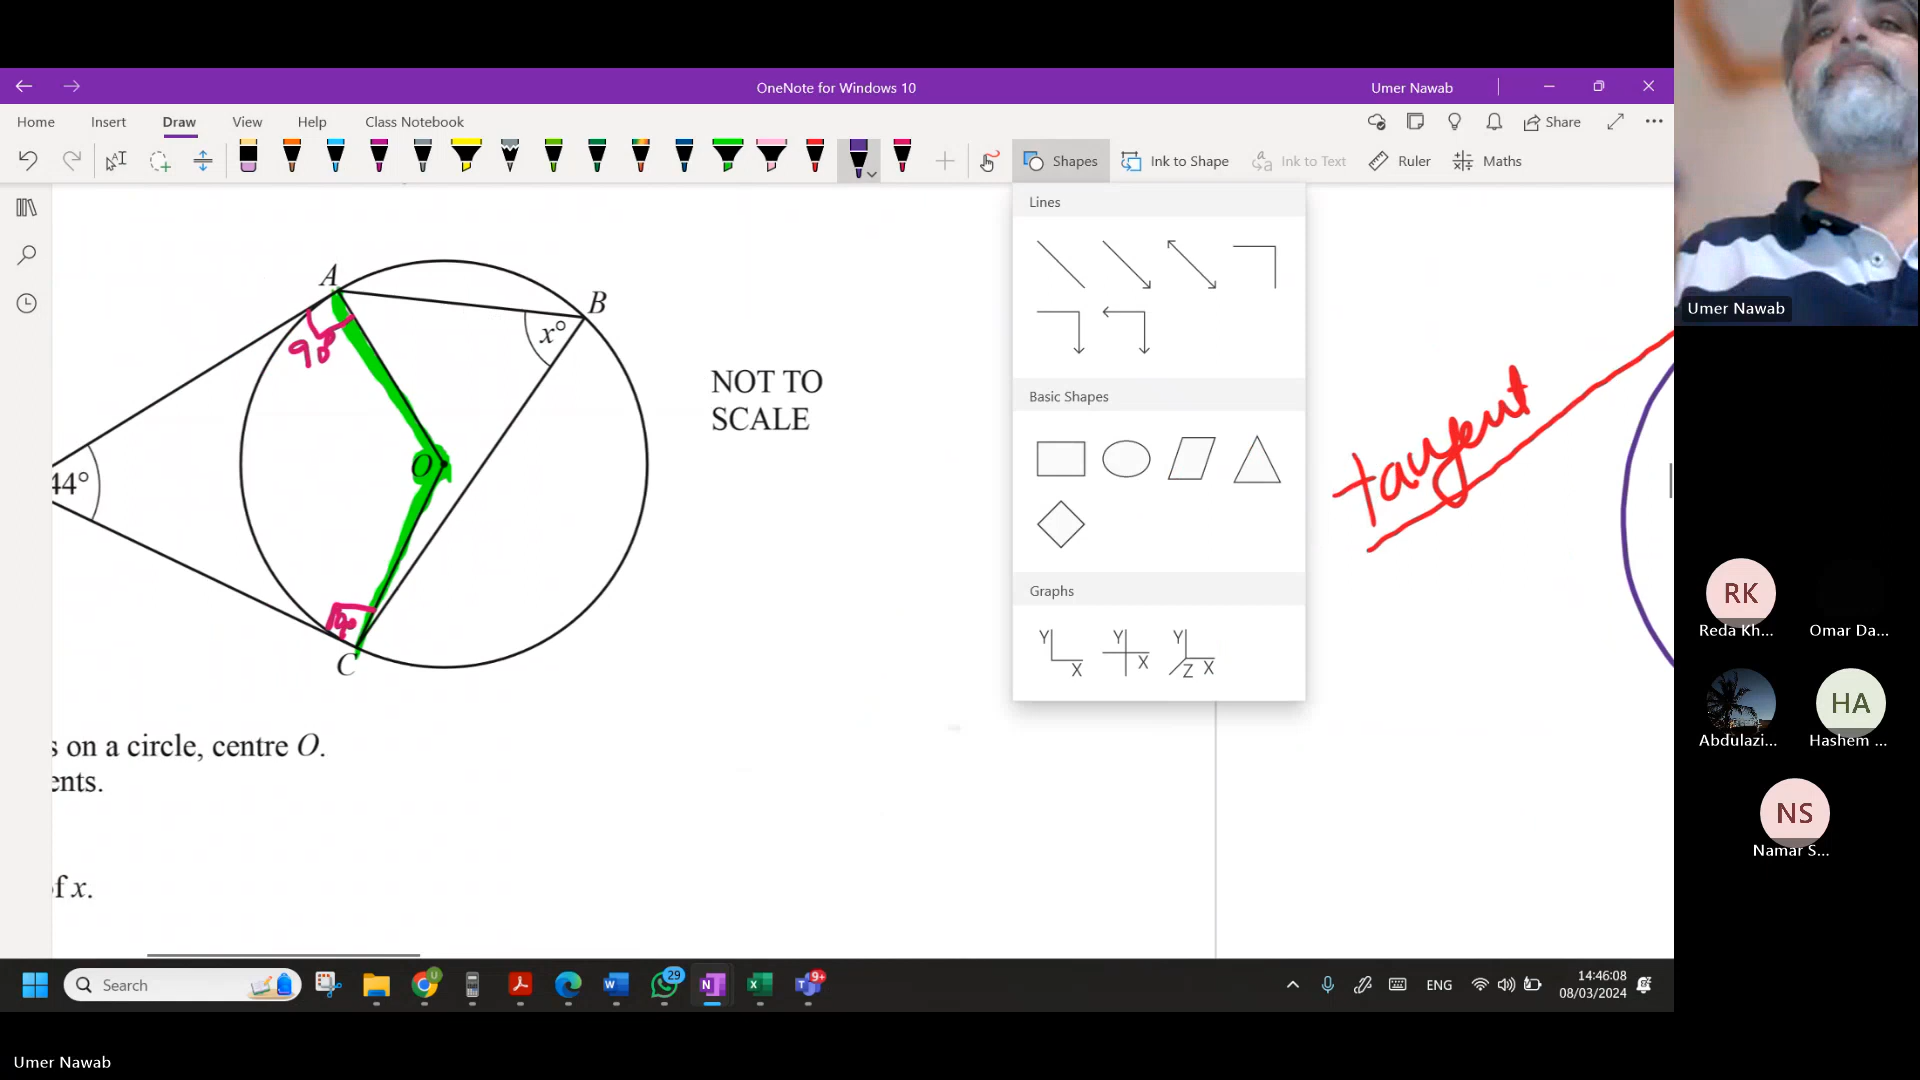 OneNote for Windows 10
Umer Nawab
Home Insert Draw View Help Class Notebook
Share
Shapes Ink to Shape Ink to Text Ruler Maths
Lines
Basic Shapes
Graphs
Y X Y X Y Z X
A
B
x°
90°
44°
O
90
C
NOT TO
SCALE
tangent
s on a circle, centre O.
ents.
of x.
Umer Nawab
RK
Reda Kh...
Omar Da...
Abdulazi...
HA
Hashem ...
NS
Namar S...
Search
U
29
9+
ENG
14:46:08
08/03/2024
Umer Nawab